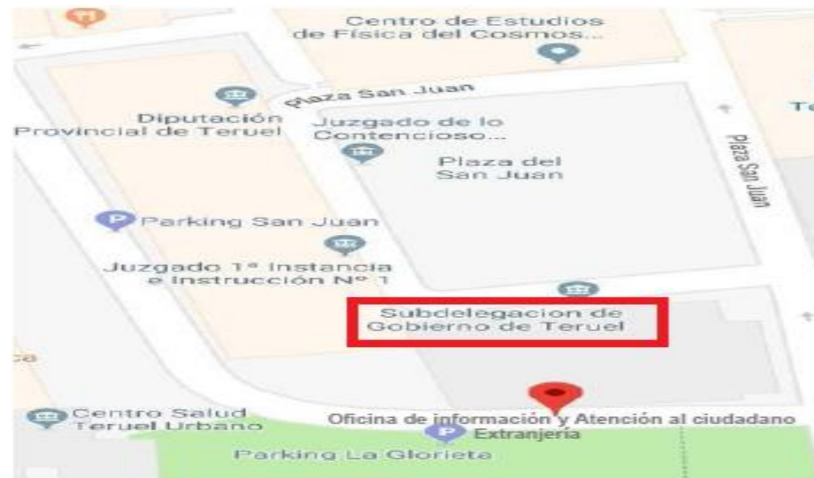 Centro de Estudios
de Física del Cosmos...
Plaza San Juan
Diputación
Provincial de Teruel
Juzgado de lo
Contencioso...
Plaza del
San Juan
Plaza San Juan
Te
P Parking San Juan
Juzgado 1ª Instancia
e Instrucción Nº 1
Subdelegacion de
Gobierno de Teruel
ca
Centro Salud
Teruel Urbano
Oficina de información y Atención al ciudadano
Extranjería
P
Parking La Glorieta